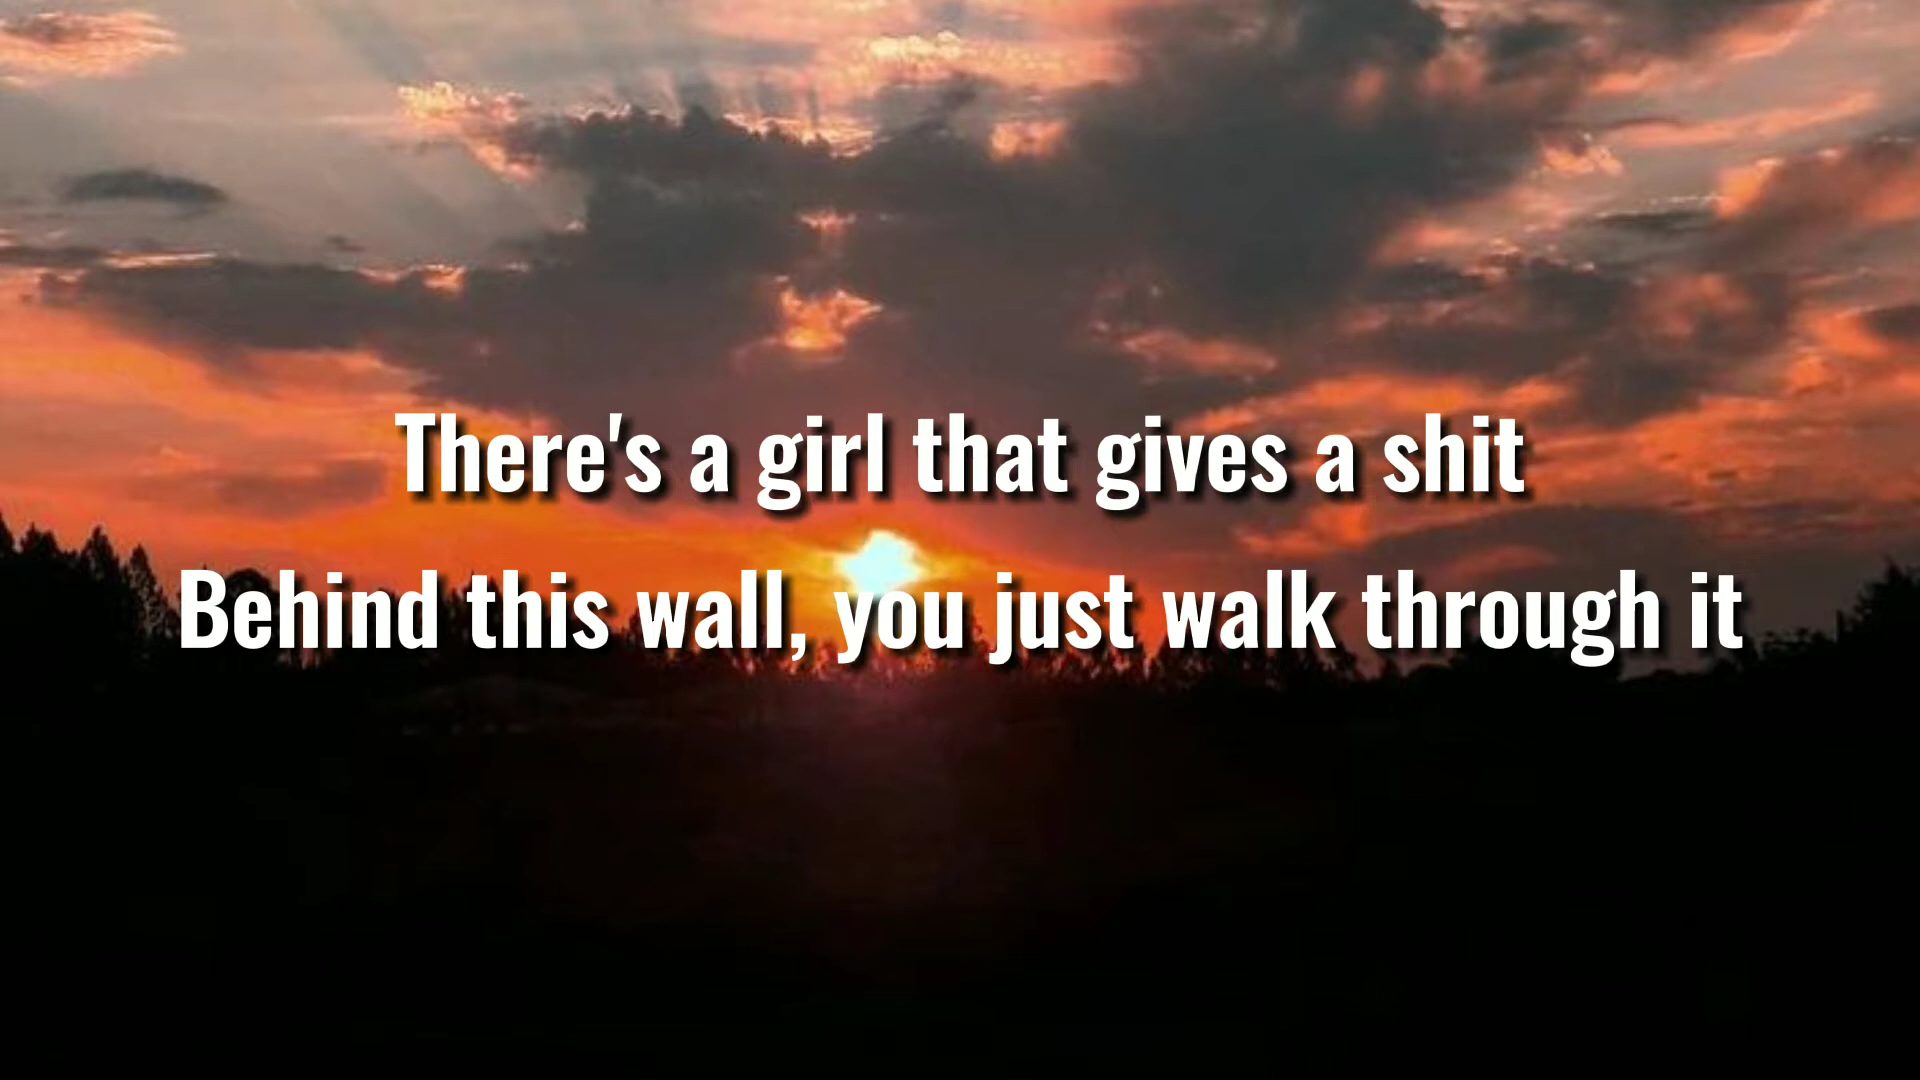 There's a girl that gives a shit
Behind this wall, you just walk through it